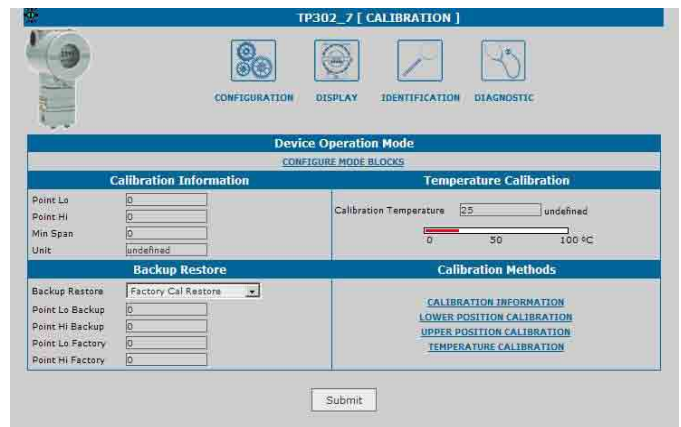 TP302_7 [ CALIBRATION ]
CONFIGURATION DISPLAY IDENTIFICATION DIAGNOSTIC
Device Operation Mode
CONFIGURE MODE BLOCKS
Calibration Information
Point Lo 0
Point Hi 0
Min Span 0
Unit undefined
Temperature Calibration
Calibration Temperature 25 undefined
0 50 100 ºC
Backup Restore
Backup Restore Factory Cal Restore
Point Lo Backup 0
Point Hi Backup 0
Point Lo Factory 0
Point Hi Factory 0
Calibration Methods
CALIBRATION INFORMATION
LOWER POSITION CALIBRATION
UPPER POSITION CALIBRATION
TEMPERATURE CALIBRATION
Submit